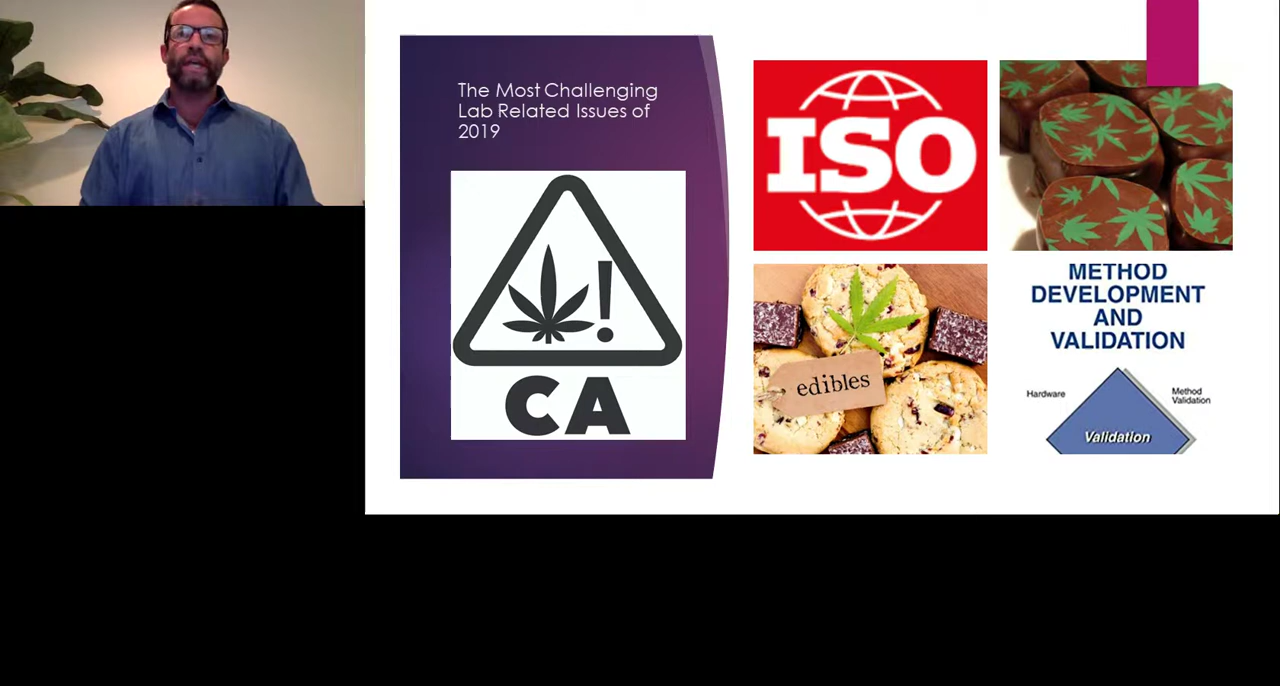 The Most Challenging
Lab Related Issues of
2019
CA
ISO
edibles
METHOD
DEVELOPMENT
AND
VALIDATION
Hardware
Method
Validation
Validation